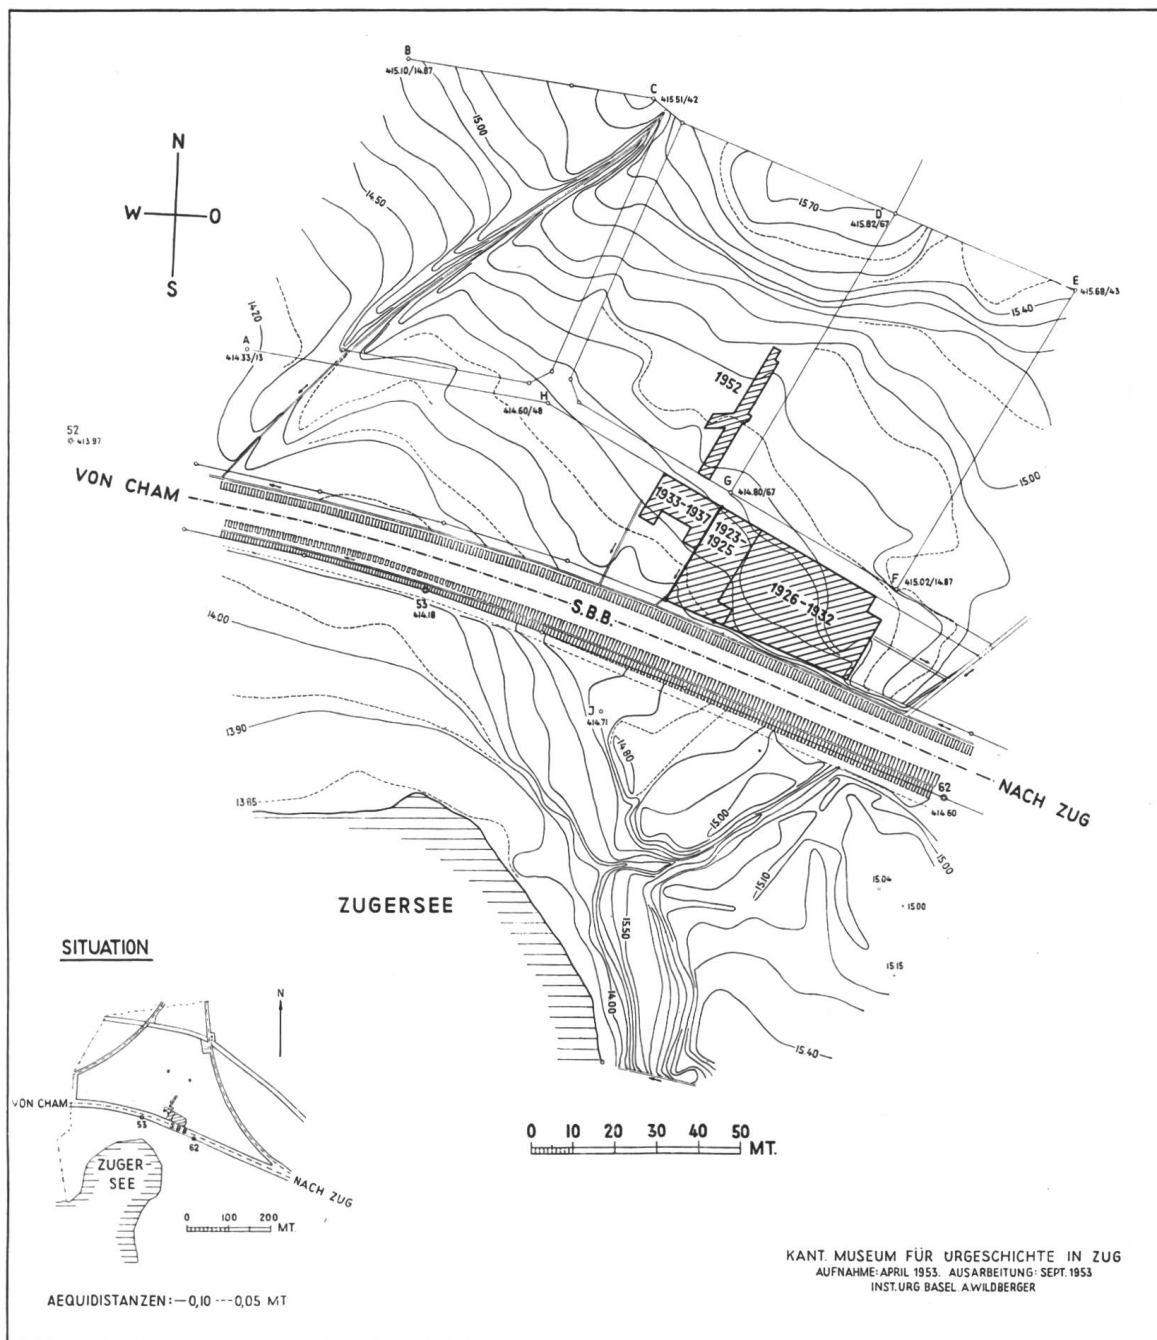 B
415.10/14.87
C
415.51/42
15.00
N
W O
S
14.50
15.70
D
415.82/67
E
415.68/43
15.40
14.20
A
414.33/13
1952
H
414.60/48
52
413.97
VON CHAM
G
414.80/67
15.00
1933-1937
1923-
1925
1926-1932
F
415.02/14.87
S.B.B.
53
414.18
14.00
J
414.71
13.90
14.80
NACH ZUG
62
414.60
13.85
15.00
15.00
15.10
15.04
15.00
ZUGERSEE
15.50
15.15
14.00
15.40
SITUATION
N
VON CHAM
53
62
ZUGER-
SEE
NACH ZUG
0 100 200
MT.
0 10 20 30 40 50
MT.
KANT. MUSEUM FÜR URGESCHICHTE IN ZUG
AUFNAHME: APRIL 1953. AUSARBEITUNG: SEPT. 1953
INST. URG BASEL A.WILDBERGER
AEQUIDISTANZEN: —0,10 ---0,05 MT